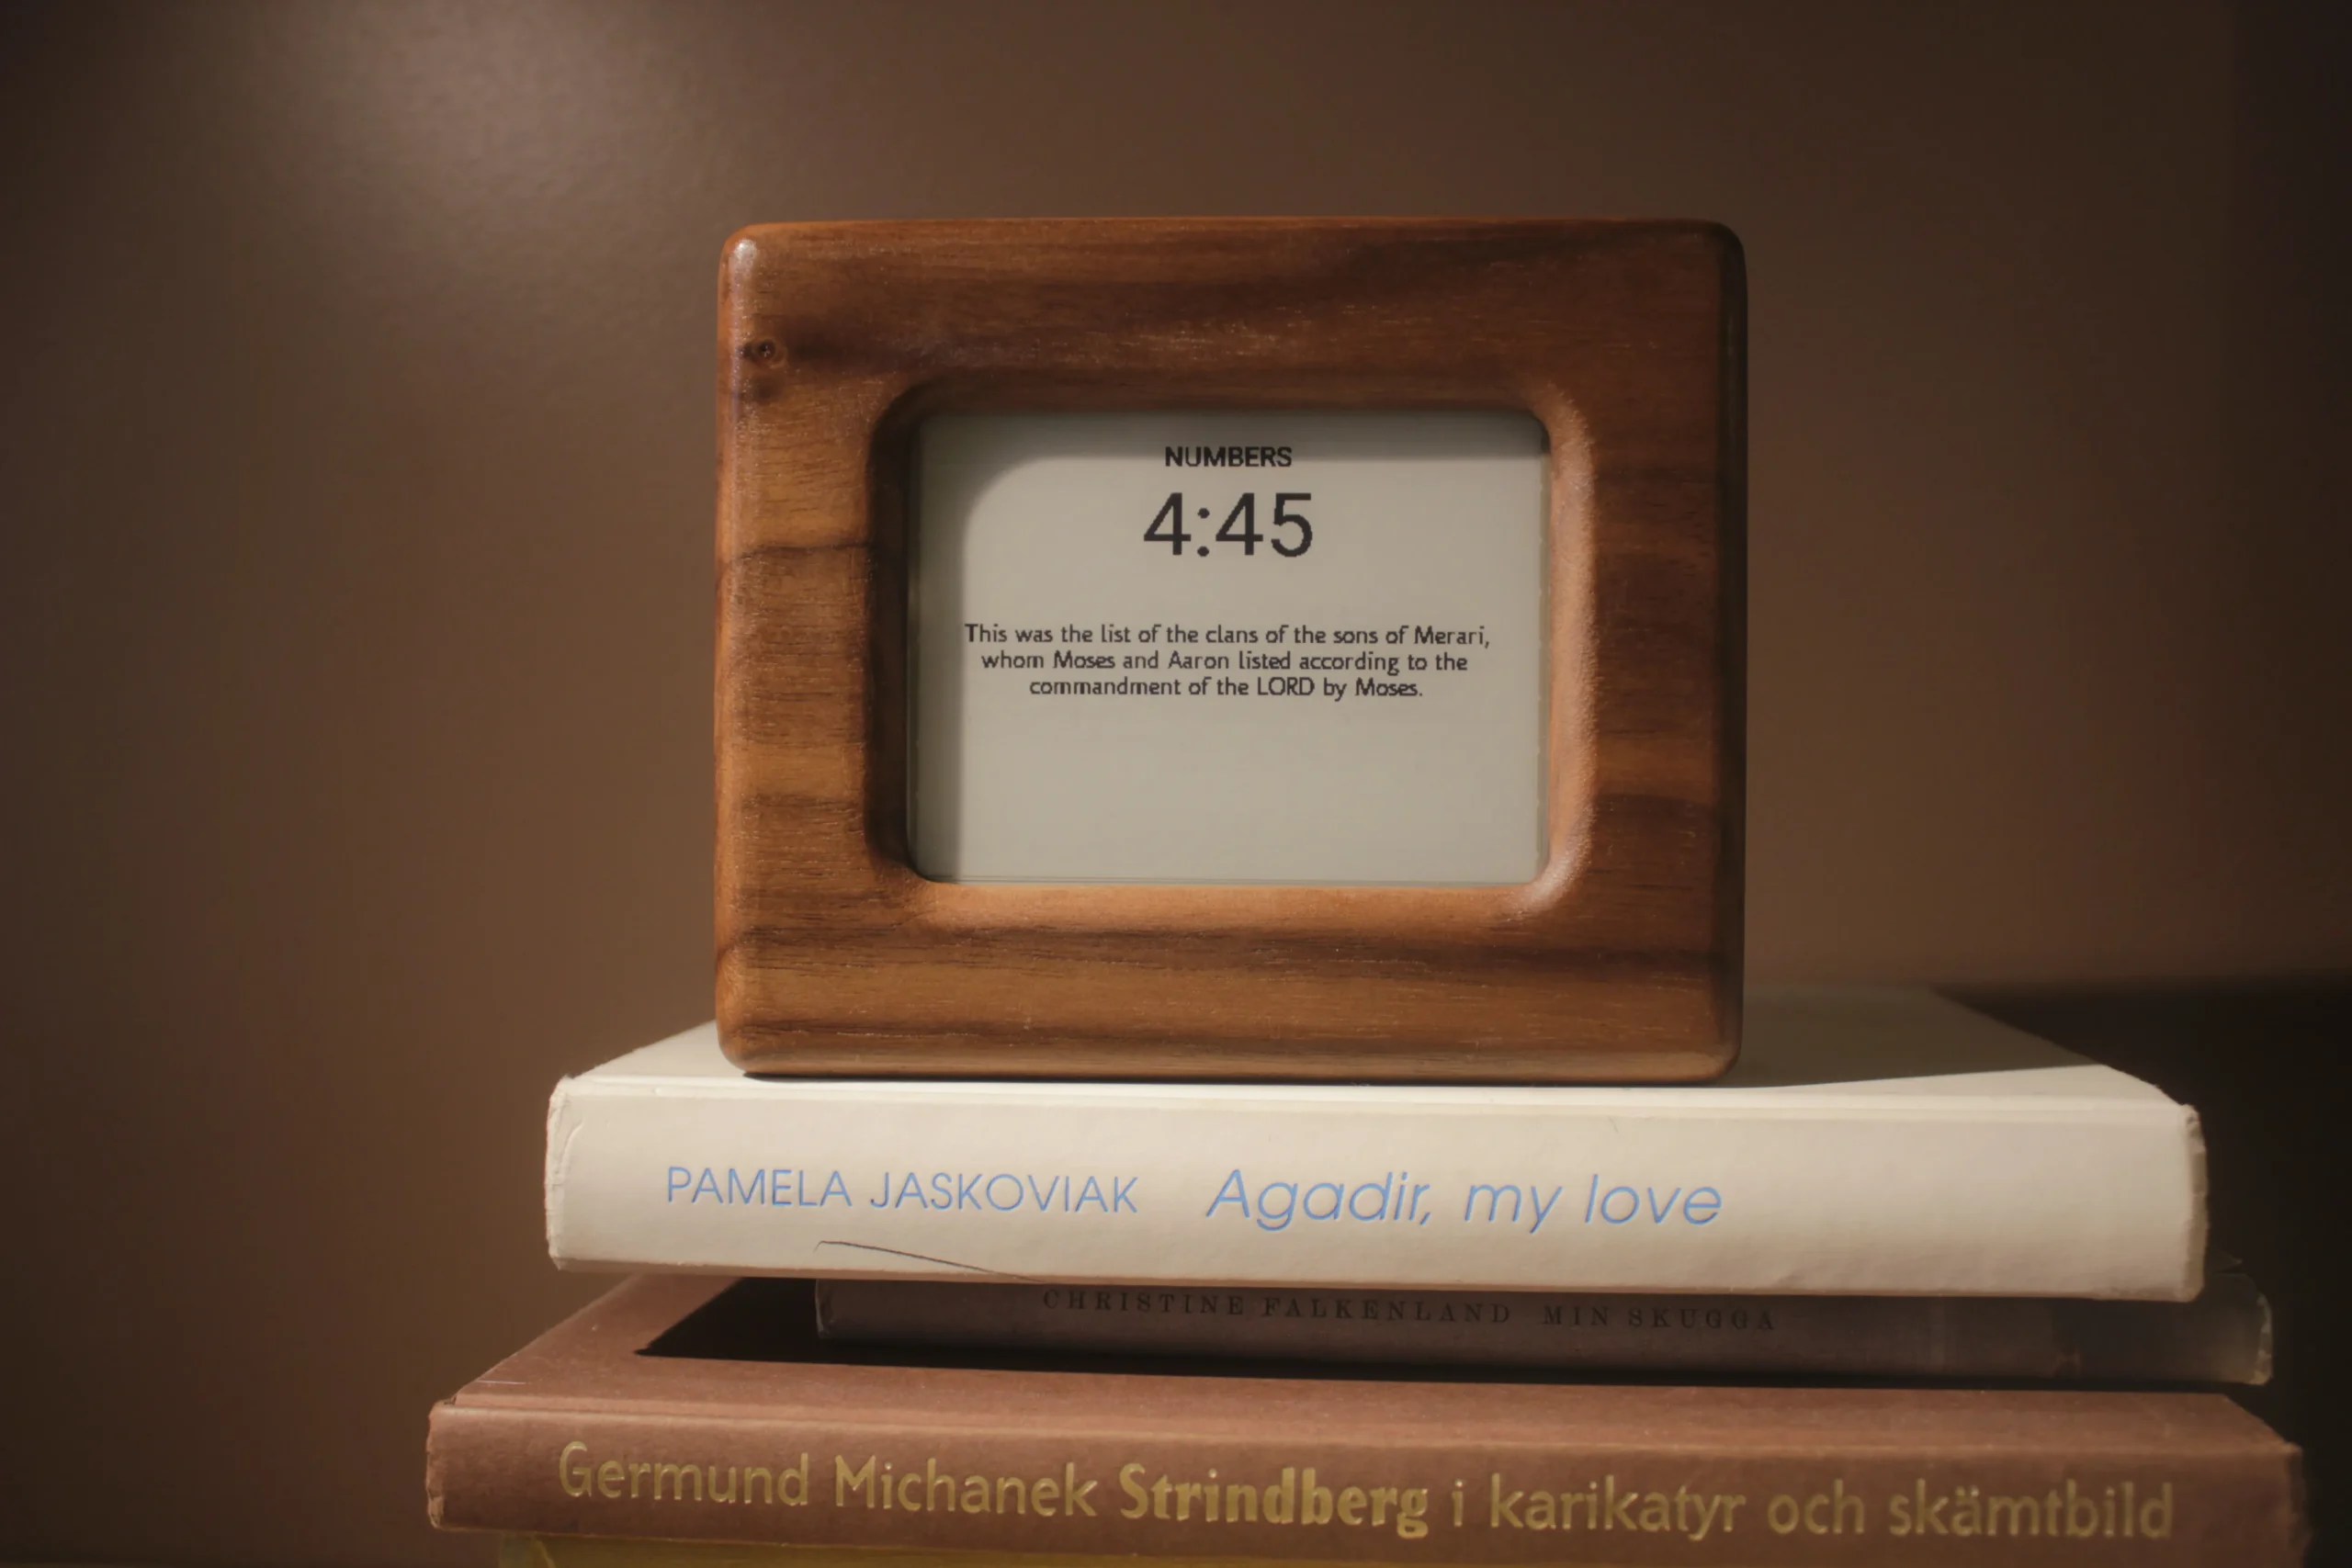 NUMBERS
4:45
This was the list of the clans of the sons of Merari,
whom Moses and Aaron listed according to the
commandment of the LORD by Moses.
PAMELA JASKOVIAK Agadir, my love
CHRISTINE FALKENLAND MIN SKUGGA
Germund Michanek Strindberg i karikatyr och skämtbild